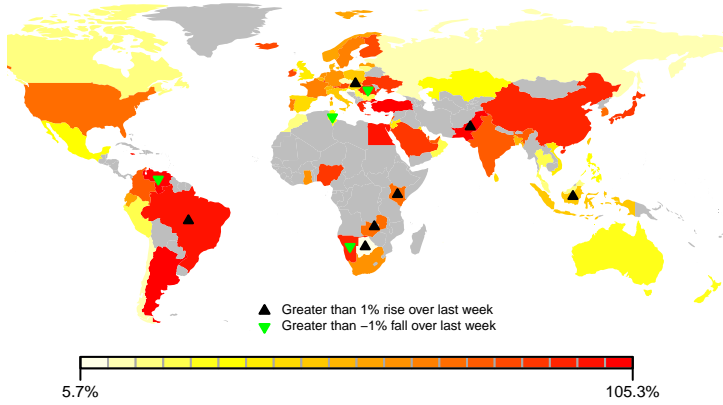 Greater than 1% rise over last week
Greater than −1% fall over last week
5.7%
105.3%